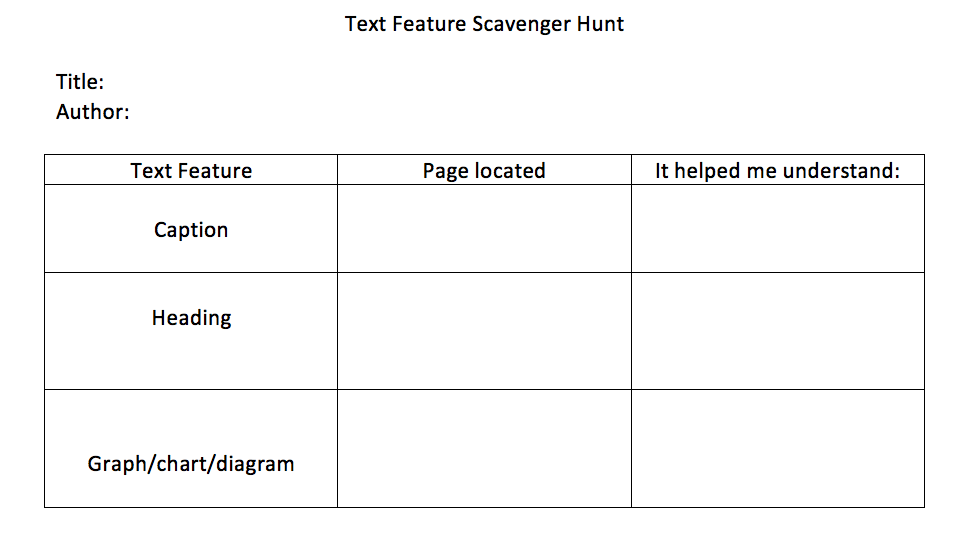 Text Feature Scavenger Hunt
Title:
Author:
Text Feature Page located It helped me understand:
Caption
Heading
Graph/chart/diagram